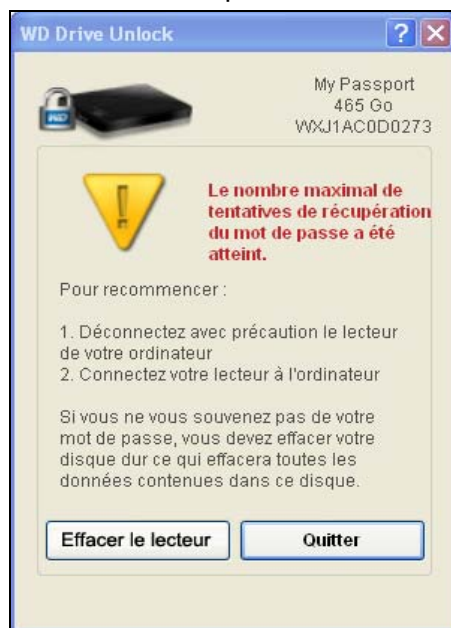 WD Drive Unlock
?
WD
My Passport
465 Go
WXJ1AC0D0273
Le nombre maximal de
tentatives de récupération
du mot de passe a été
atteint.
Pour recommencer :
1. Déconnectez avec précaution le lecteur
de votre ordinateur
2. Connectez votre lecteur à l'ordinateur
Si vous ne vous souvenez pas de votre
mot de passe, vous devez effacer votre
disque dur ce qui effacera toutes les
données contenues dans ce disque.
Effacer le lecteur
Quitter